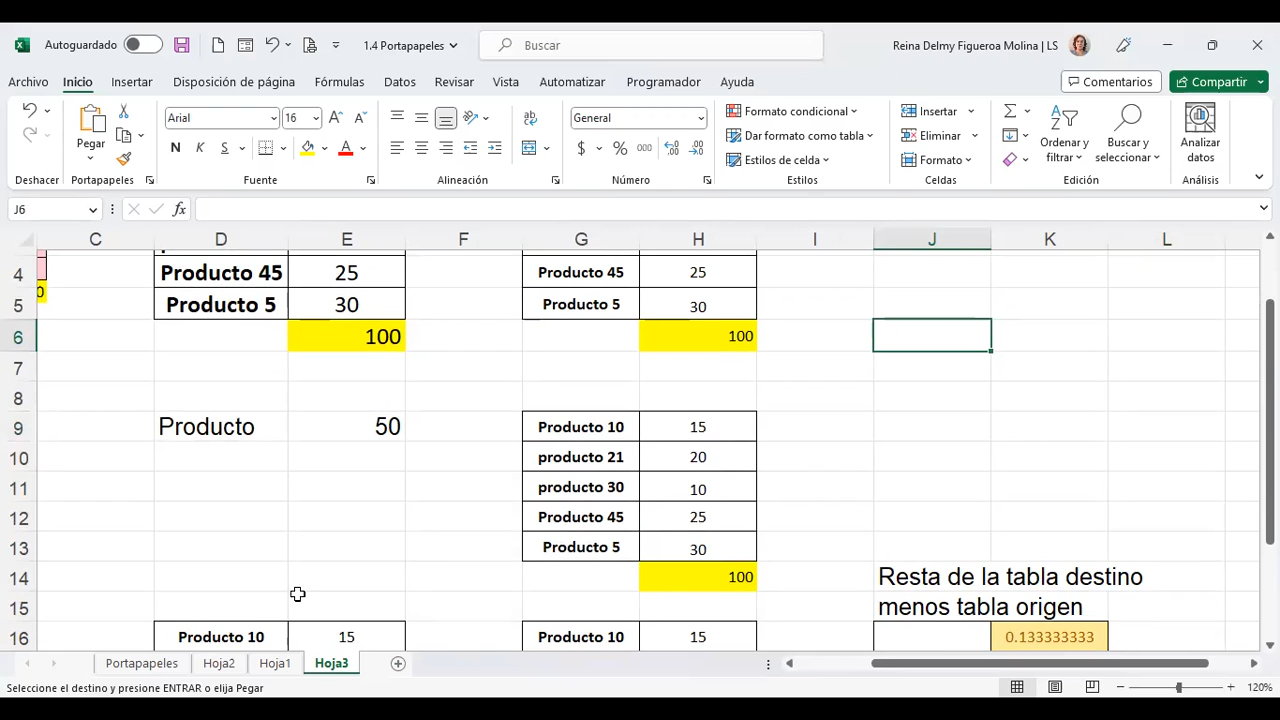 Autoguardado
1.4 Portapapeles
Buscar
Reina Delmy Figueroa Molina | LS
Archivo Inicio Insertar Disposición de página Fórmulas Datos Revisar Vista Automatizar Programador Ayuda
Comentarios Compartir
Pegar
Deshacer Portapapeles
Arial 16
N K S
Fuente
Alineación
General
$ % 000
Número
Formato condicional
Dar formato como tabla
Estilos de celda
Estilos
Insertar
Eliminar
Formato
Celdas
Ordenar y filtrar
Buscar y seleccionar
Edición
Analizar datos
Análisis
J6
fx
C D E F G H I J K L
4 Producto 45 25 Producto 45 25
5 0 Producto 5 30 Producto 5 30
6 100 100
7
8
9 Producto 50 Producto 10 15
10 producto 21 20
11 producto 30 10
12 Producto 45 25
13 Producto 5 30
14 100 Resta de la tabla destino
15 menos tabla origen
16 Producto 10 15 Producto 10 15 0.133333333
Portapapeles Hoja2 Hoja1 Hoja3
Seleccione el destino y presione ENTRAR o elija Pegar
120%